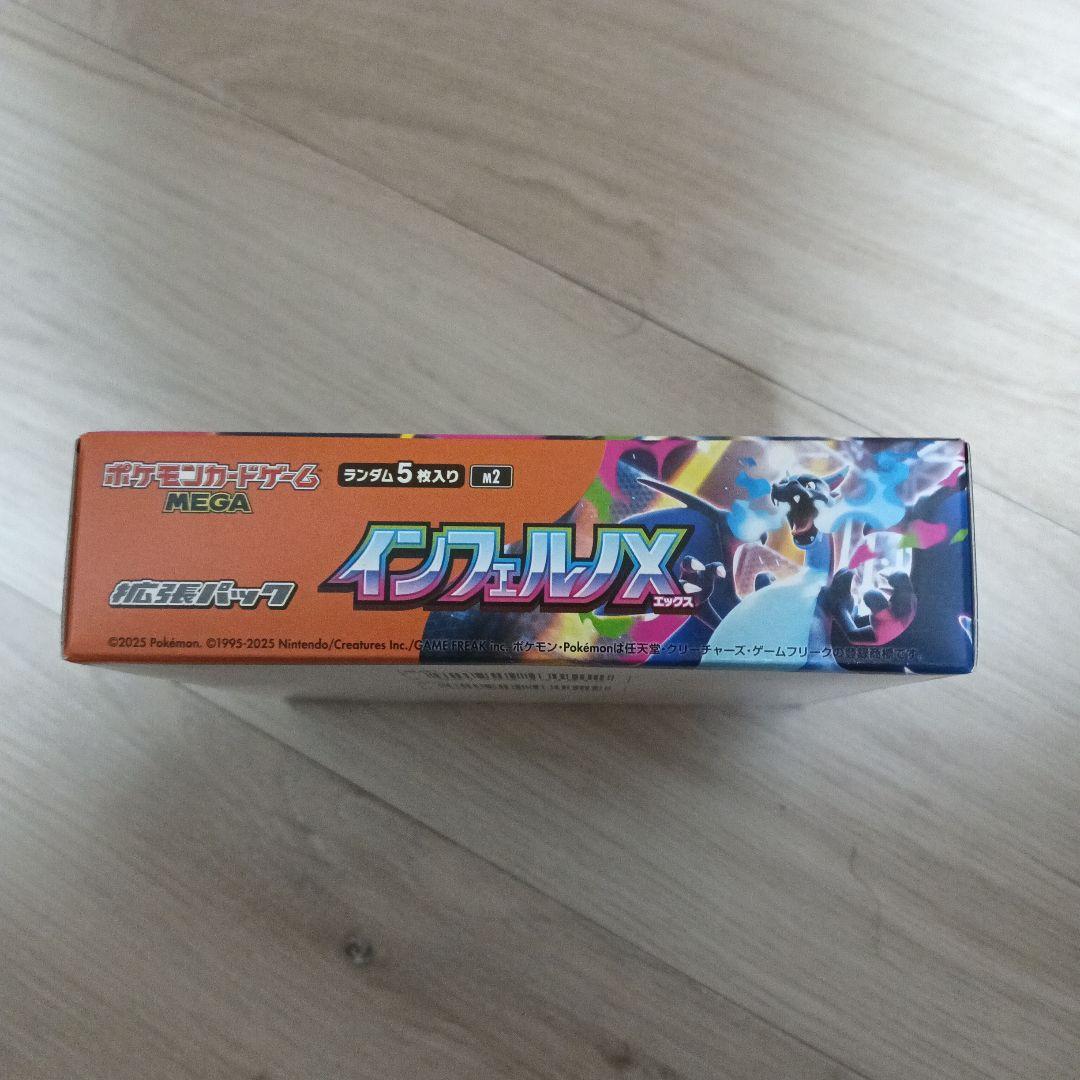 ポケモンカードゲーム
MEGA
ランダム5枚入り
M2
インフェルノX
エックス
拡張パック
©2025 Pokémon. ©1995-2025 Nintendo/Creatures Inc./GAME FREAK inc. ポケモン・Pokémonは任天堂・クリーチャーズ・ゲームフリークの登録商標です。